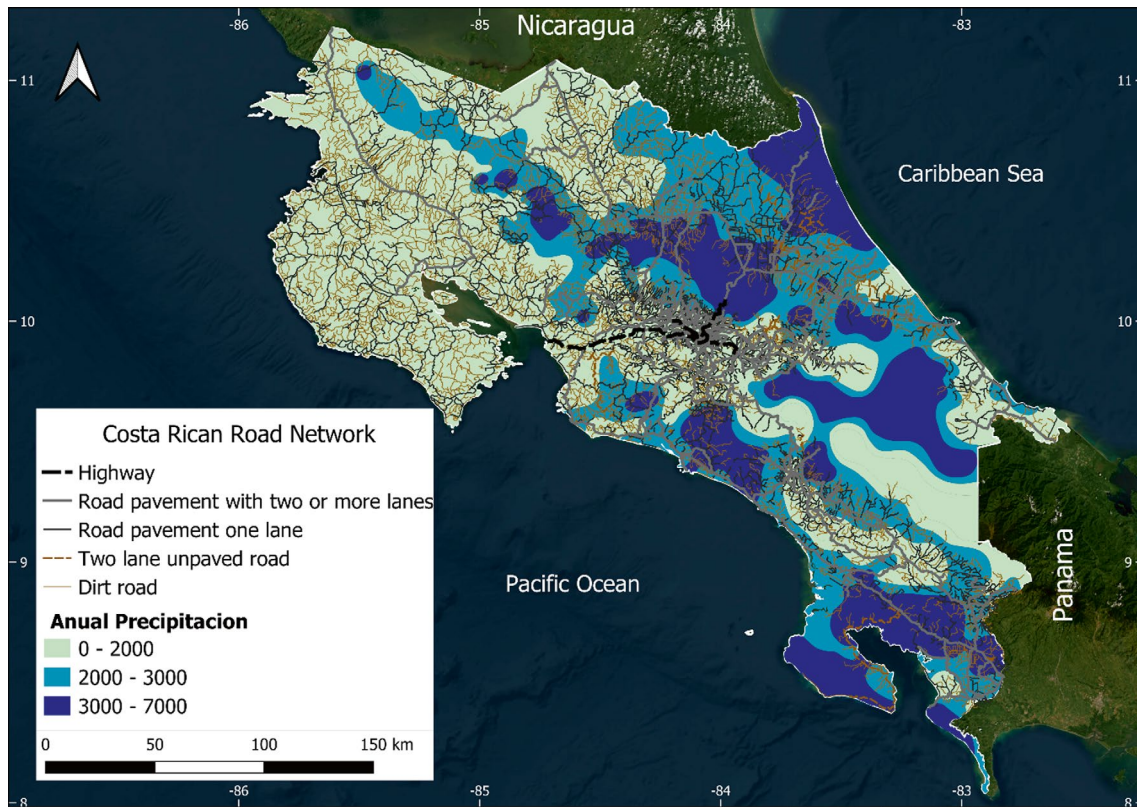 -86 -85 -84 -83
Nicaragua
11 11
Caribbean Sea
10 10
Costa Rican Road Network
Highway
Road pavement with two or more lanes
Road pavement one lane
Two lane unpaved road
Dirt road
Anual Precipitacion
0 - 2000
2000 - 3000
3000 - 7000
0 50 100 150 km
9 9
Pacific Ocean
Panama
8 8
-86 -85 -84 -83